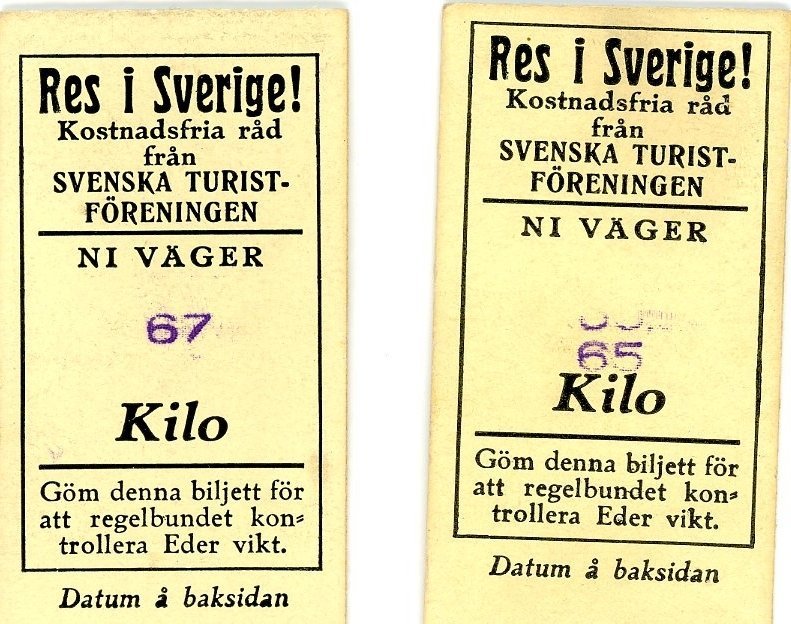 Res i Sverige!
Kostnadsfria råd
från
SVENSKA TURIST-
FÖRENINGEN
NI VÄGER
67
Kilo
Göm denna biljett för
att regelbundet kon=
trollera Eder vikt.
Datum å baksidan
Res i Sverige!
Kostnadsfria råd
från
SVENSKA TURIST-
FÖRENINGEN
NI VÄGER
65
Kilo
Göm denna biljett för
att regelbundet kon=
trollera Eder vikt.
Datum å baksidan